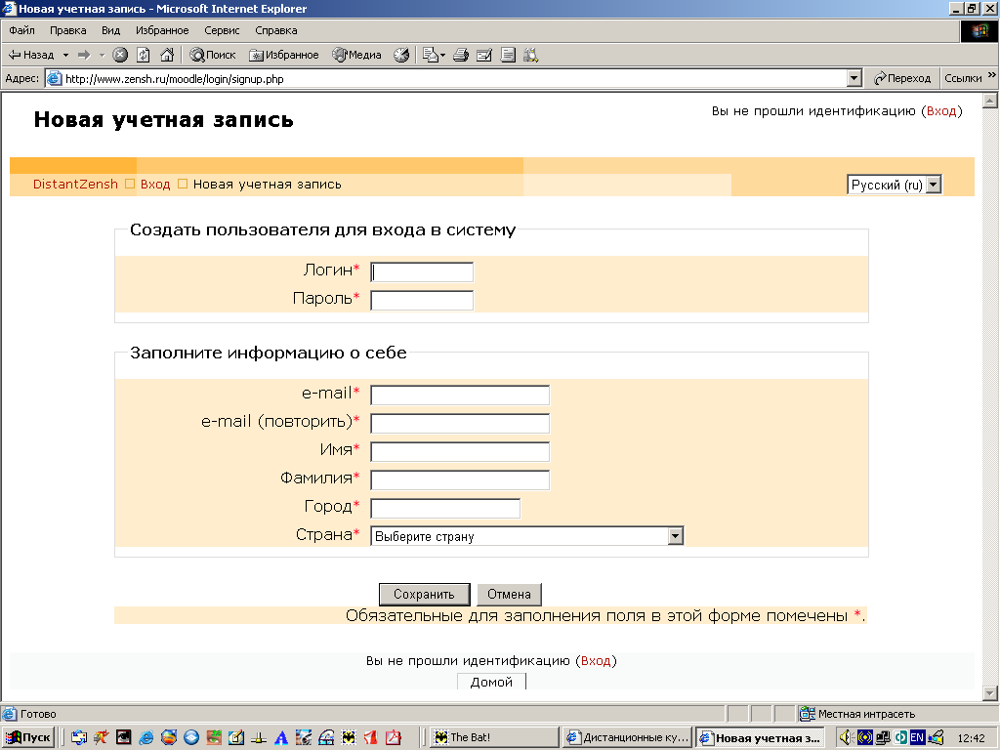 Новая учетная запись - Microsoft Internet Explorer
Файл Правка Вид Избранное Сервис Справка
Назад Поиск Избранное Медиа
Адрес: http://www.zensh.ru/moodle/login/signup.php Переход Ссылки »
Новая учетная запись
Вы не прошли идентификацию (Вход)
DistantZensh Вход Новая учетная запись Русский (ru)
Создать пользователя для входа в систему
Логин*
Пароль*
Заполните информацию о себе
e-mail*
e-mail (повторить)*
Имя*
Фамилия*
Город*
Страна* Выберите страну
Сохранить Отмена
Обязательные для заполнения поля в этой форме помечены *.
Вы не прошли идентификацию (Вход)
Домой
Готово Местная интрасеть
Пуск The Bat! Дистанционные ку... Новая учетная з... EN 12:42